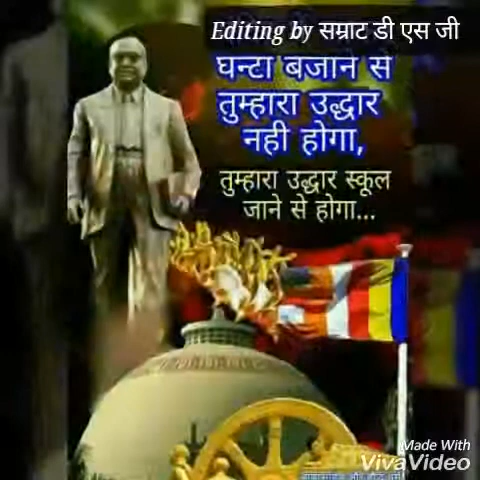 Editing by सम्राट डी एस जी
घन्टा बजाने से
तुम्हारा उद्धार
नही होगा,
तुम्हारा उद्धार स्कूल
जाने से होगा...
Made With
VivaVideo